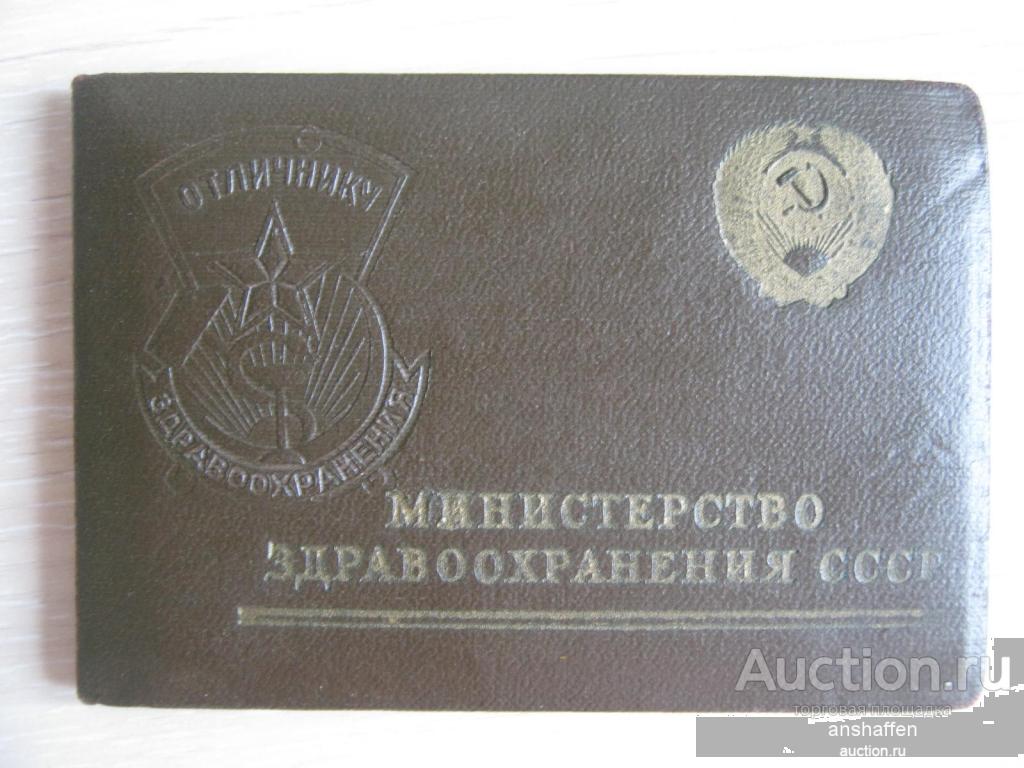 ОТЛИЧНИКУ
ЗДРАВООХРАНЕНИЯ
МИНИСТЕРСТВО
ЗДРАВООХРАНЕНИЯ СССР
Auction.ru
торговая площадка
anshaffen
auction.ru